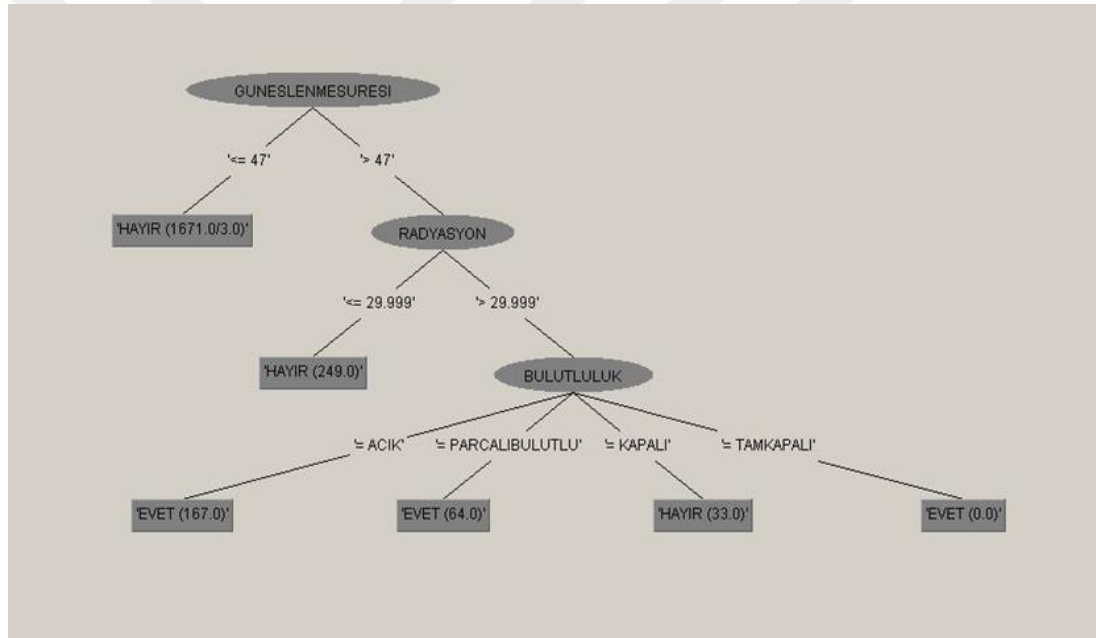 GUNESLENMESURESI
'<= 47' '> 47'
'HAYIR (1671.0/3.0)'
RADYASYON
'<= 29.999' '> 29.999'
'HAYIR (249.0)'
BULUTLULUK
'= ACIK' '= PARCALIBULUTLU' '= KAPALI' '= TAMKAPALI'
'EVET (167.0)' 'EVET (64.0)' 'HAYIR (33.0)' 'EVET (0.0)'